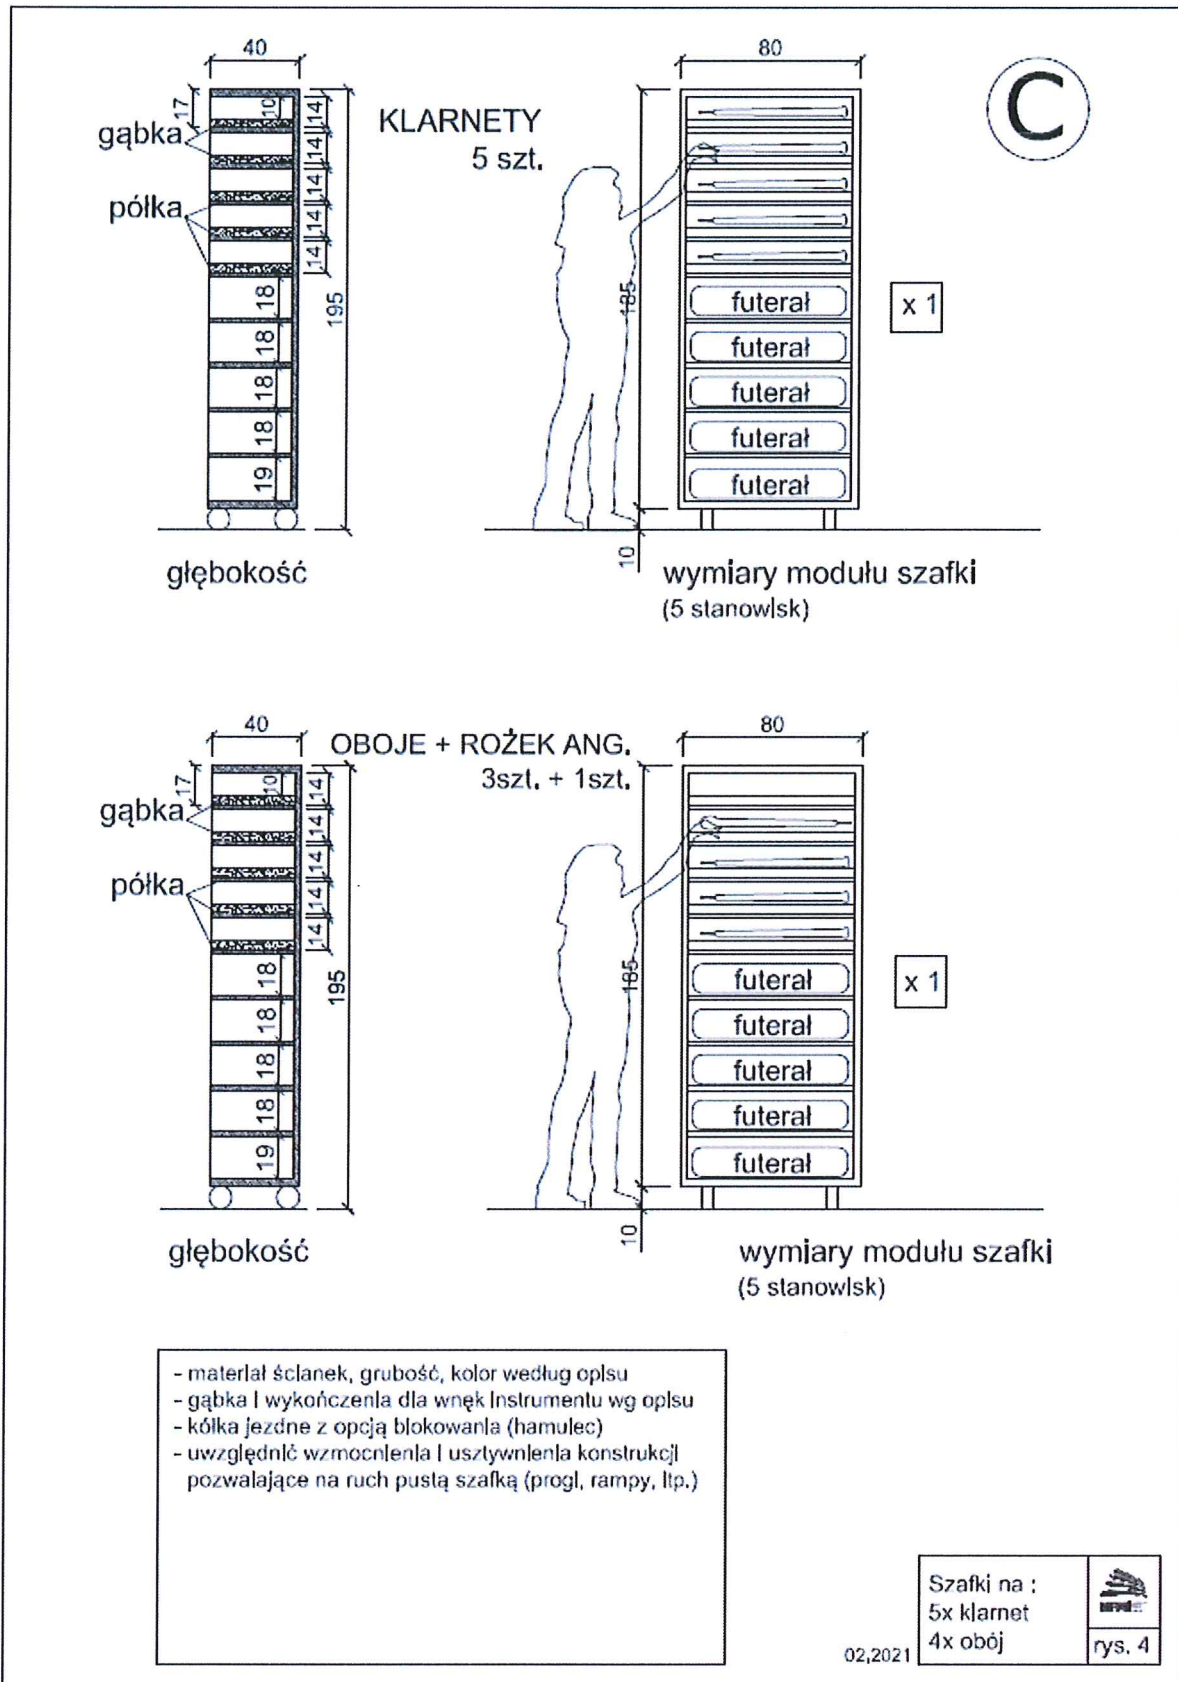 40
80
C
17
10
14
KLARNETY
5 szt.
gąbka
14
14
półka
14
14
futerał
18
195
185
x 1
18
futerał
18
futerał
18
futerał
19
futerał
10
głębokość
wymiary modułu szafki
(5 stanowisk)
40
80
OBOJE + ROŻEK ANG.
3szt. + 1szt.
17
10
14
gąbka
14
14
półka
14
14
18
futerał
195
185
x 1
18
futerał
18
futerał
18
futerał
19
futerał
10
głębokość
wymiary modułu szafki
(5 stanowisk)
- materiał ścianek, grubość, kolor według opisu
- gąbka i wykończenia dla wnęk instrumentu wg opisu
- kółka jezdne z opcją blokowania (hamulec)
- uwzględnić wzmocnienia i usztywnienia konstrukcji
pozwalające na ruch pustą szafką (progi, rampy, itp.)
Szafki na :
5x klarnet
4x obój
rys. 4
02,2021